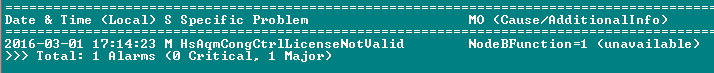 ================================================================================
Date & Time (Local) S Specific Problem                    MO (Cause/AdditionalInfo)
================================================================================
2016-03-01 17:14:23 M HsAqmCongCtrlLicenseNotValid        NodeBFunction=1 (unavailable)
>>> Total: 1 Alarms (0 Critical, 1 Major)